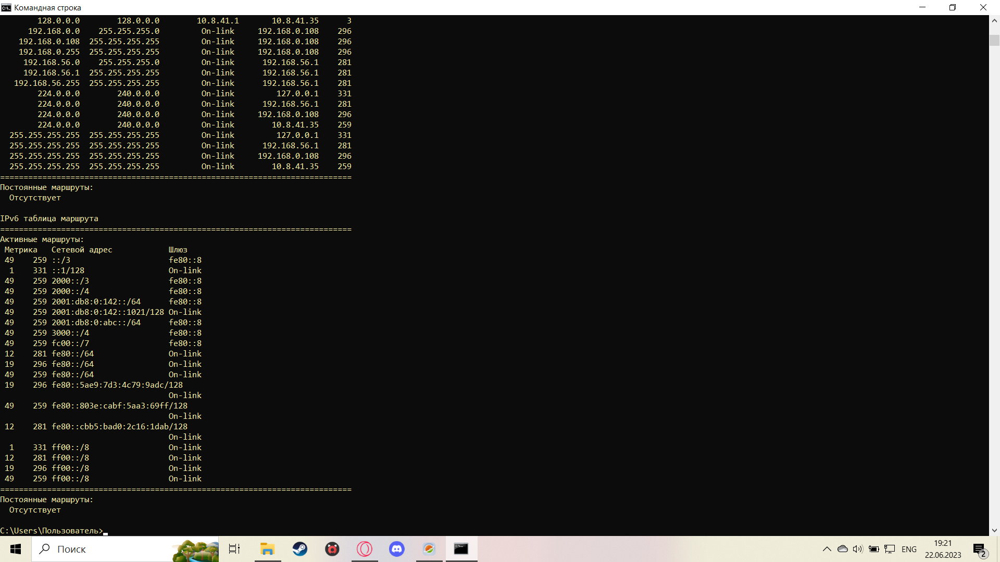 Командная строка
128.0.0.0 128.0.0.0 10.8.41.1 10.8.41.35 3
192.168.0.0 255.255.255.0 On-link 192.168.0.108 296
192.168.0.108 255.255.255.255 On-link 192.168.0.108 296
192.168.0.255 255.255.255.255 On-link 192.168.0.108 296
192.168.56.0 255.255.255.0 On-link 192.168.56.1 281
192.168.56.1 255.255.255.255 On-link 192.168.56.1 281
192.168.56.255 255.255.255.255 On-link 192.168.56.1 281
224.0.0.0 240.0.0.0 On-link 127.0.0.1 331
224.0.0.0 240.0.0.0 On-link 192.168.56.1 281
224.0.0.0 240.0.0.0 On-link 192.168.0.108 296
224.0.0.0 240.0.0.0 On-link 10.8.41.35 259
255.255.255.255 255.255.255.255 On-link 127.0.0.1 331
255.255.255.255 255.255.255.255 On-link 192.168.56.1 281
255.255.255.255 255.255.255.255 On-link 192.168.0.108 296
255.255.255.255 255.255.255.255 On-link 10.8.41.35 259
===========================================================================
Постоянные маршруты:
Отсутствует
IPv6 таблица маршрута
===========================================================================
Активные маршруты:
Метрика Сетевой адрес Шлюз
49 259 ::/3 fe80::8
1 331 ::1/128 On-link
49 259 2000::/3 fe80::8
49 259 2000::/4 fe80::8
49 259 2001:db8:0:142::/64 fe80::8
49 259 2001:db8:0:142::1021/128 On-link
49 259 2001:db8:0:abc::/64 fe80::8
49 259 3000::/4 fe80::8
49 259 fc00::/7 fe80::8
12 281 fe80::/64 On-link
19 296 fe80::/64 On-link
49 259 fe80::/64 On-link
19 296 fe80::5ae9:7d3:4c79:9adc/128
On-link
49 259 fe80::803e:cabf:5aa3:69ff/128
On-link
12 281 fe80::cbb5:bad0:2c16:1dab/128
On-link
1 331 ff00::/8 On-link
12 281 ff00::/8 On-link
19 296 ff00::/8 On-link
49 259 ff00::/8 On-link
===========================================================================
Постоянные маршруты:
Отсутствует
C:\Users\Пользователь>
Поиск
ENG
19:21
22.06.2023
2